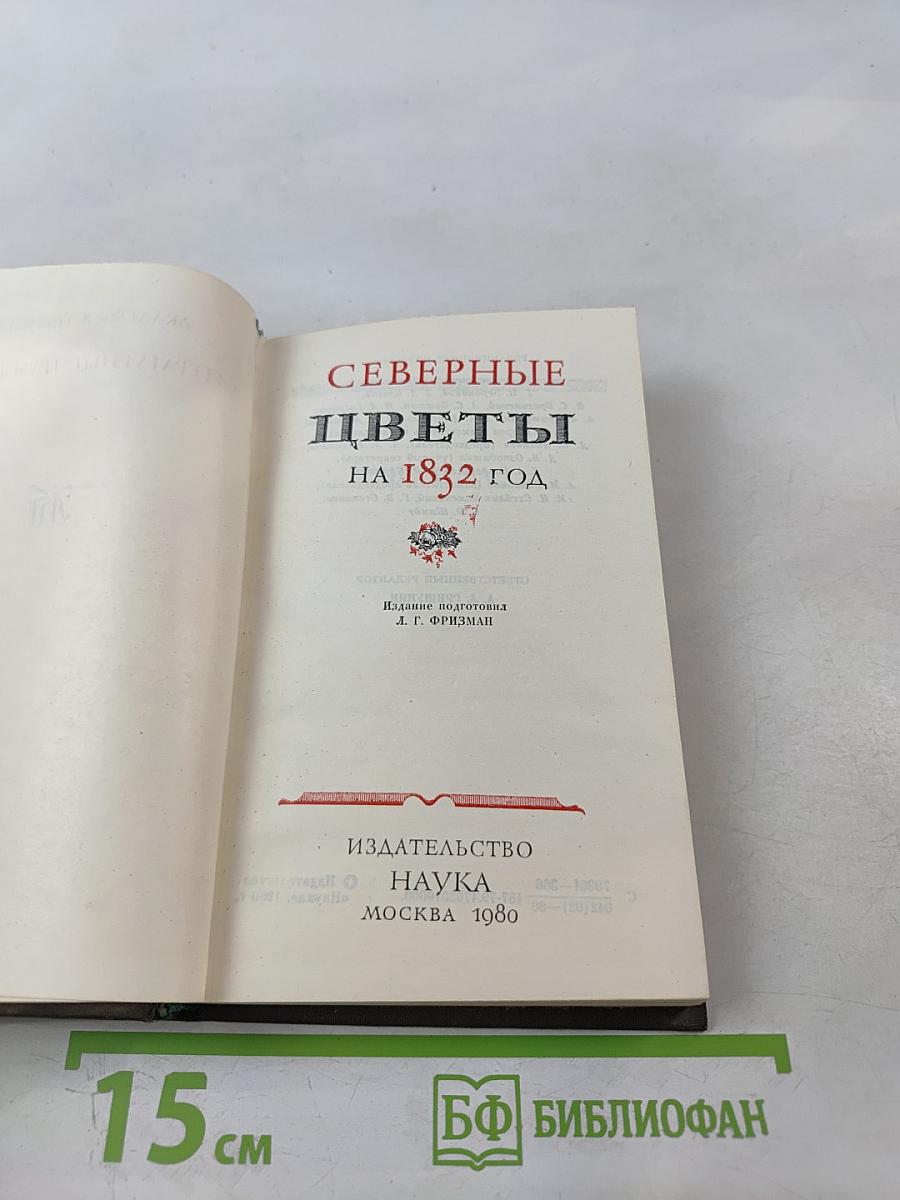 СЕВЕРНЫЕ
ЦВЕТЫ
НА 1832 ГОД
Издание подготовил
Л. Г. ФРИЗМАН
ИЗДАТЕЛЬСТВО
НАУКА
МОСКВА 1980
15 см
БФ БИБЛИОФАН